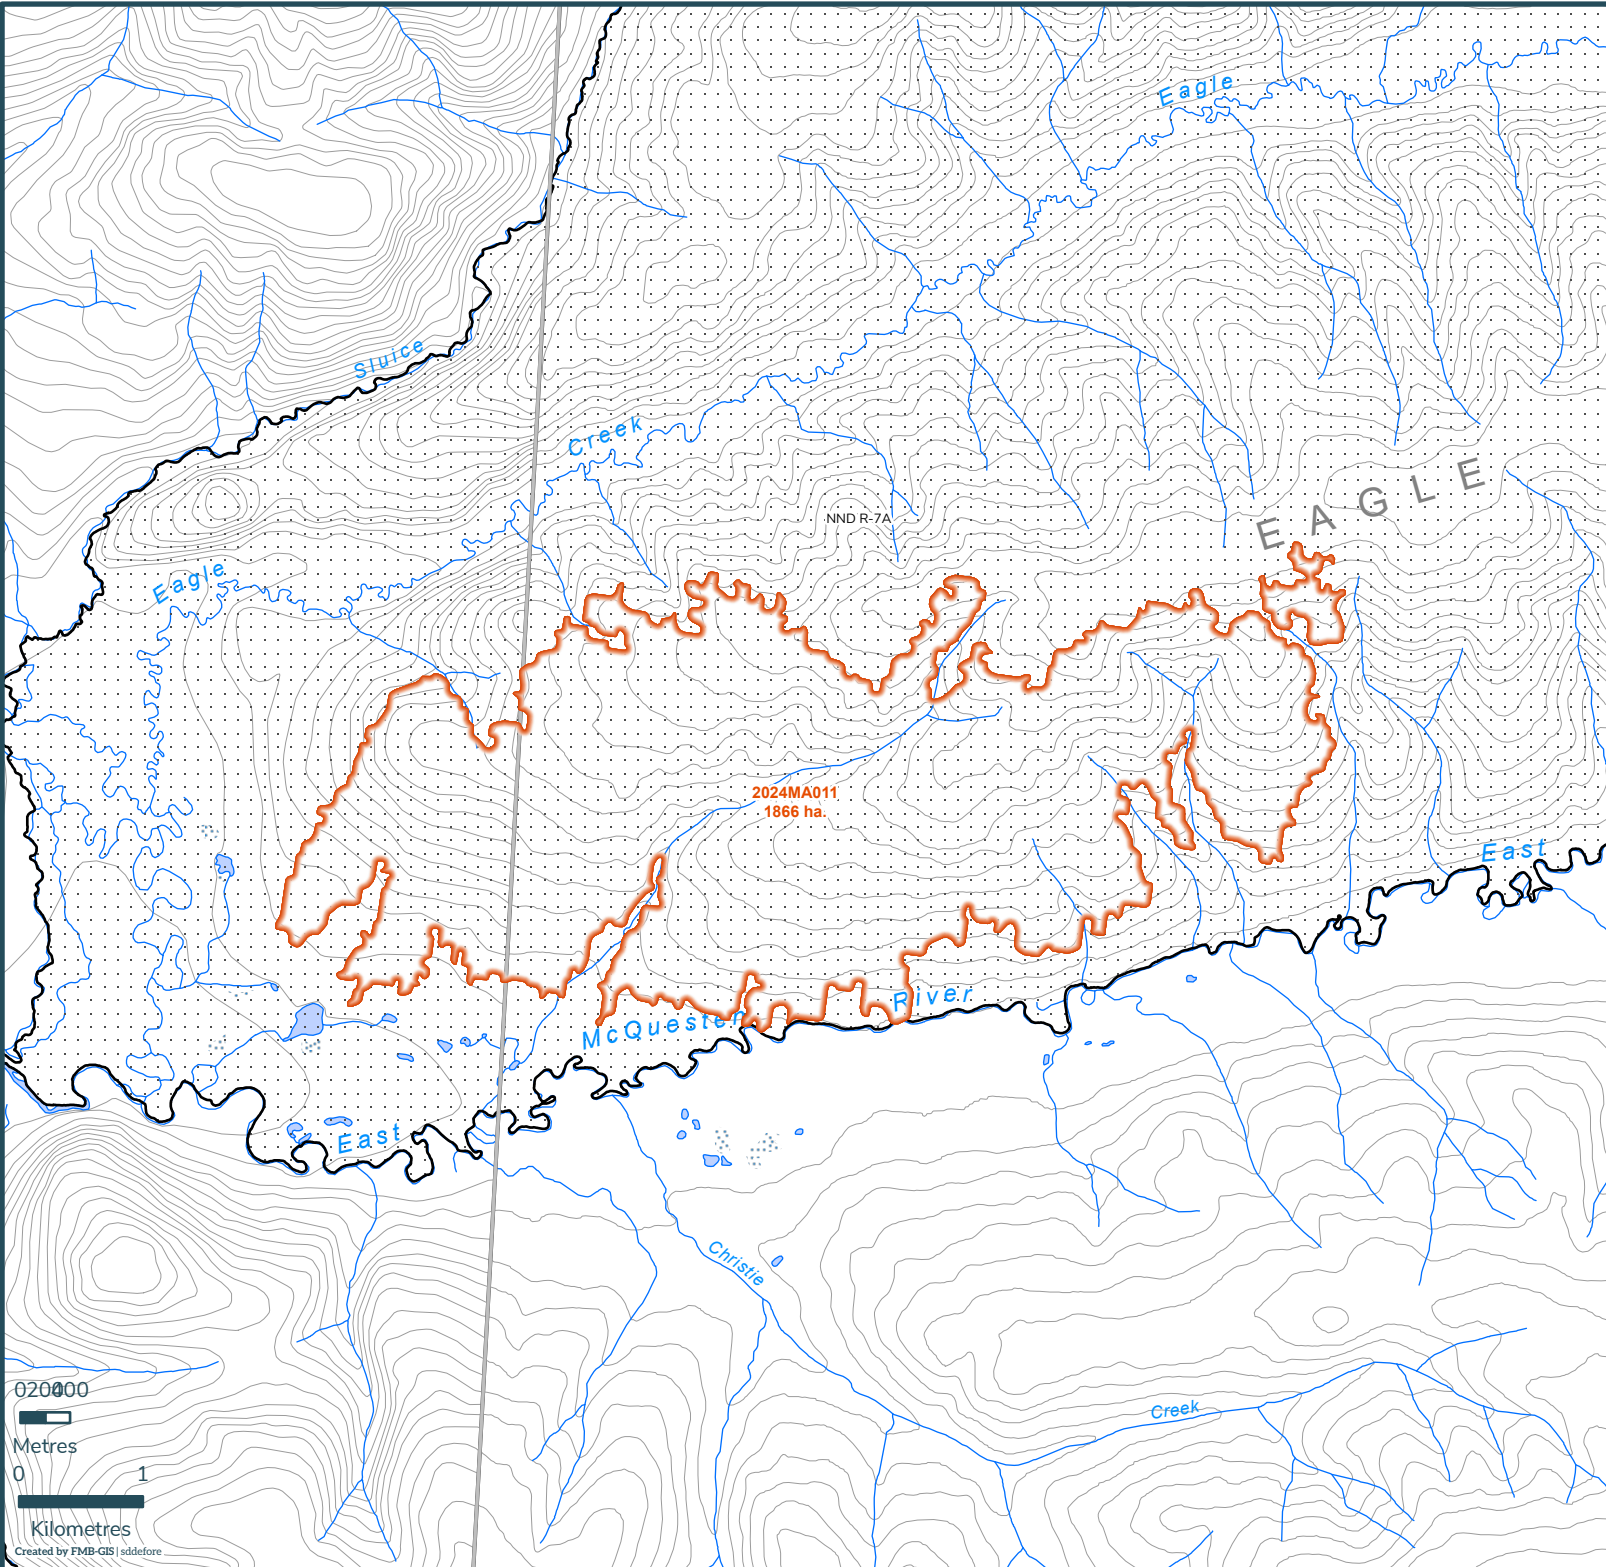 Eagle
Sluice
Creek
EAGLE
NND R-7A
Eagle
2024MA011
1866 ha.
East
River
McQuesten
East
Christie
Creek
0200400
Metres
0 1
Kilometres
Created by FMB-GIS | sddefore